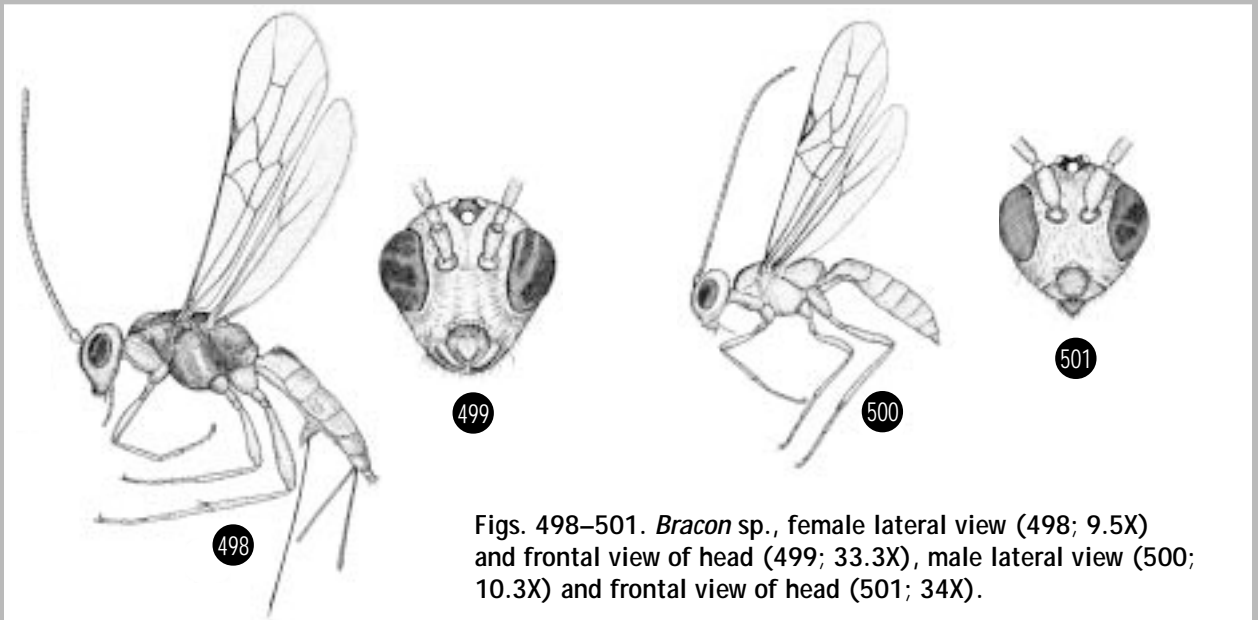 499
501
500
498
Figs. 498–501. Bracon sp., female lateral view (498; 9.5X)
and frontal view of head (499; 33.3X), male lateral view (500;
10.3X) and frontal view of head (501; 34X).